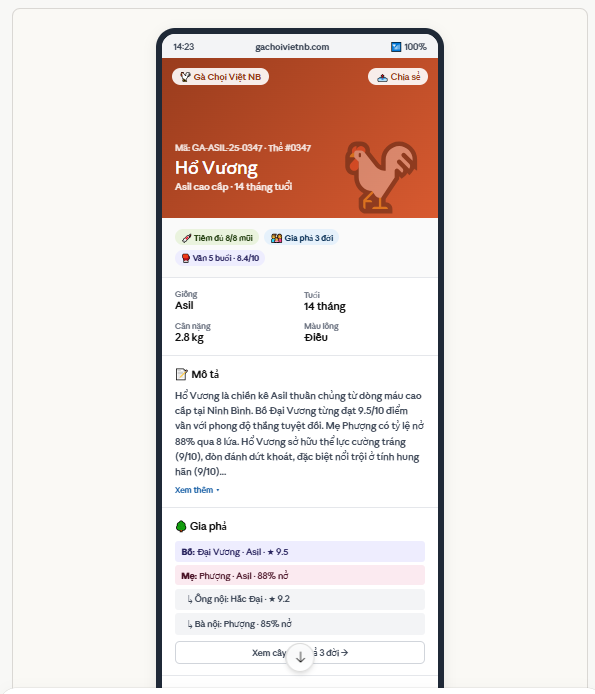 14:23 gachoivietnb.com 100%
Gà Chọi Việt NB Chia sẻ
Mã: GA-ASIL-25-0347 · Thẻ #0347
Hổ Vương
Asil cao cấp · 14 tháng tuổi
Tiêm đủ 8/8 mũi Gia phả 3 đời
Vần 5 buổi · 8.4/10
Giống Tuổi
Asil 14 tháng
Cân nặng Màu lông
2.8 kg Điều
Mô tả
Hổ Vương là chiến kê Asil thuần chủng từ dòng máu cao
cấp tại Ninh Bình. Bố Đại Vương từng đạt 9.5/10 điểm
vần với phong độ thắng tuyệt đối. Mẹ Phượng có tỷ lệ nở
88% qua 8 lứa. Hổ Vương sở hữu thể lực cường tráng
(9/10), đòn đánh dứt khoát, đặc biệt nổi trội ở tính hung
hãn (9/10)...
Xem thêm
Gia phả
Bố: Đại Vương · Asil · ★ 9.5
Mẹ: Phượng · Asil · 88% nở
↳ Ông nội: Hắc Đại · ★ 9.2
↳ Bà nội: Phượng · 85% nở
Xem cây 3 đời →